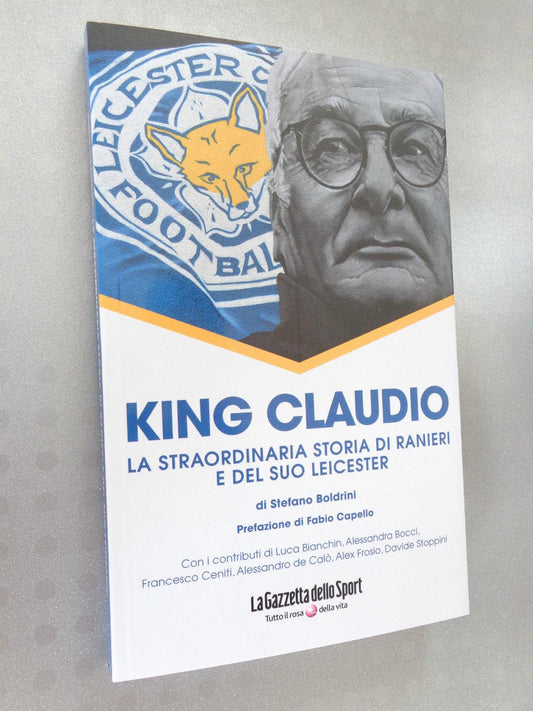 LEICESTER C
FOOTBALL
KING CLAUDIO
LA STRAORDINARIA STORIA DI RANIERI
E DEL SUO LEICESTER
di Stefano Boldrini
Prefazione di Fabio Capello
Con i contributi di Luca Bianchin, Alessandra Bocci,
Francesco Ceniti, Alessandro de Calò, Alex Frosio, Davide Stoppini
La Gazzetta dello Sport
Tutto il rosa della vita